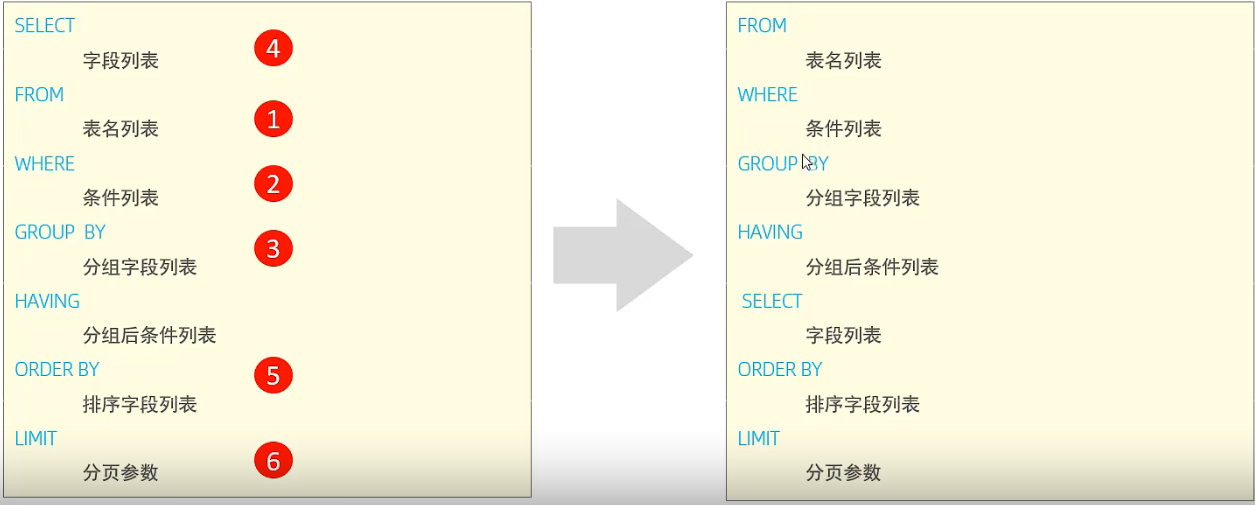 SELECT
字段列表
4
FROM
表名列表
1
WHERE
条件列表
2
GROUP BY
分组字段列表
3
HAVING
分组后条件列表
ORDER BY
排序字段列表
5
LIMIT
分页参数
6
FROM
表名列表
WHERE
条件列表
GROUP BY
分组字段列表
HAVING
分组后条件列表
SELECT
字段列表
ORDER BY
排序字段列表
LIMIT
分页参数